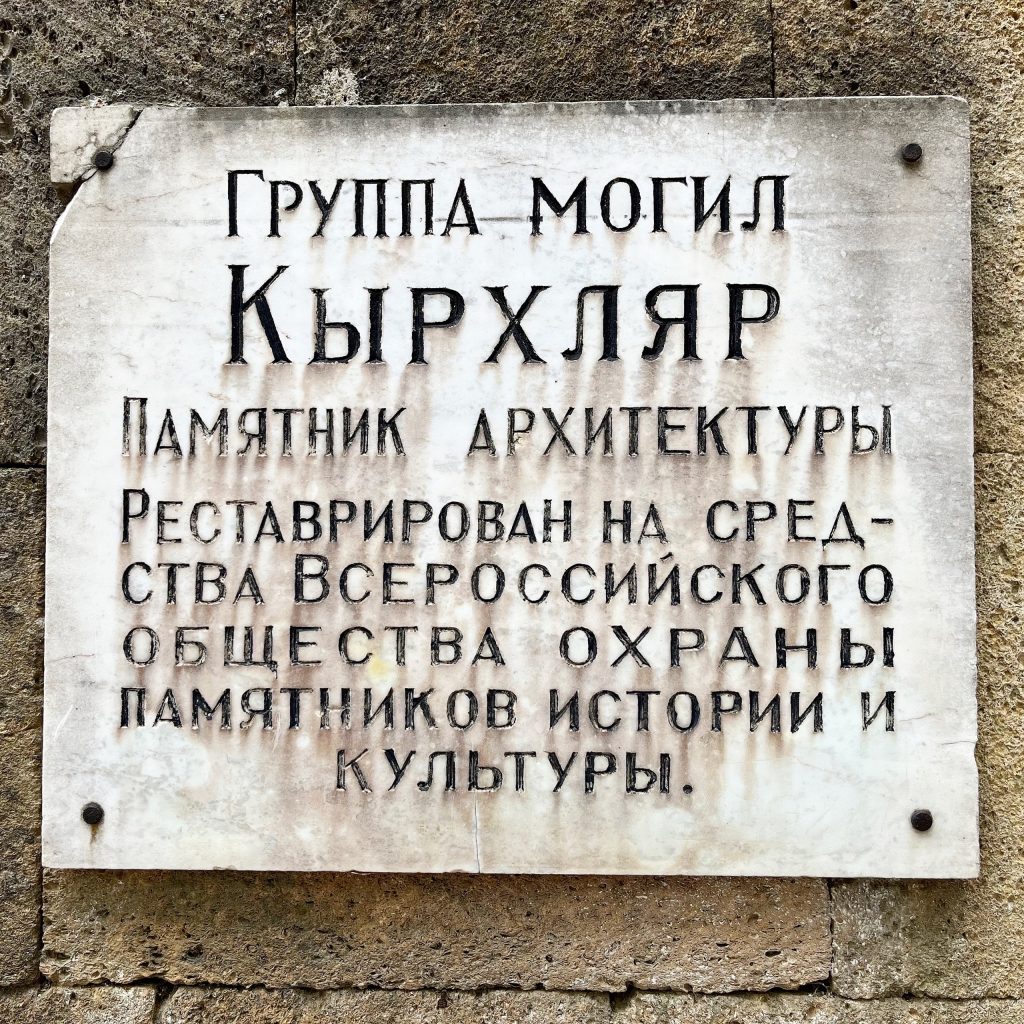 Группа могил
Кырхляр
Памятник архитектуры
Реставрирован на сред-
ства Всероссийского
общества охраны
памятников истории и
культуры.